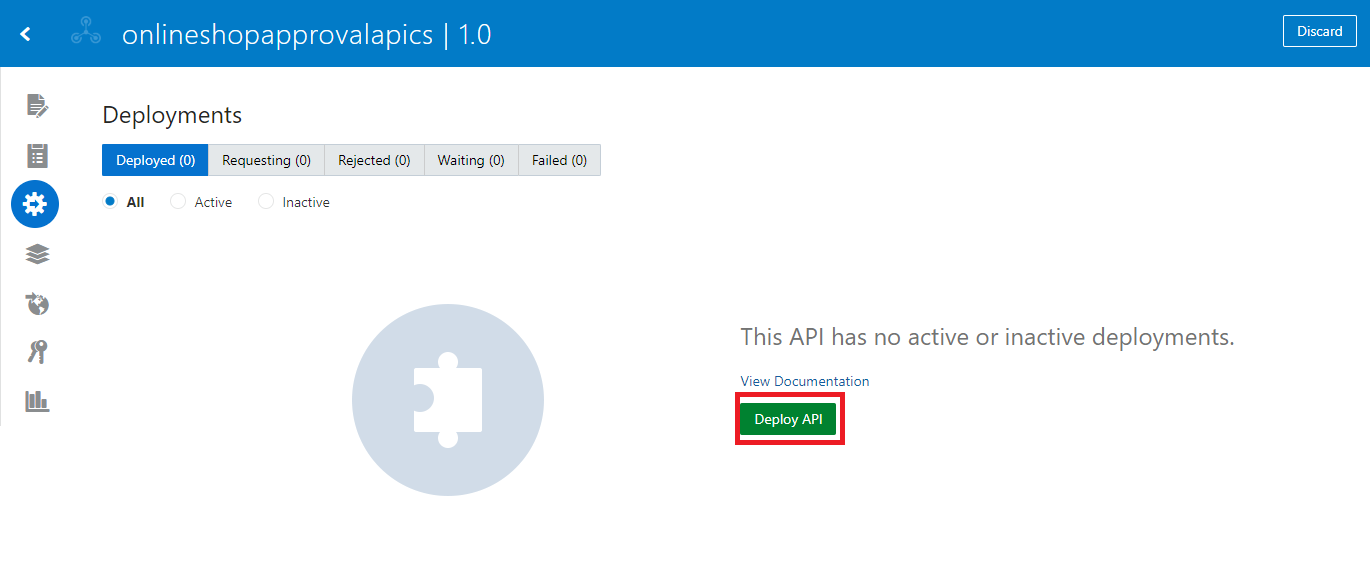 onlineshopapprovalapics | 1.0
Discard
Deployments
Deployed (0) Requesting (0) Rejected (0) Waiting (0) Failed (0)
All Active Inactive
This API has no active or inactive deployments.
View Documentation
Deploy API